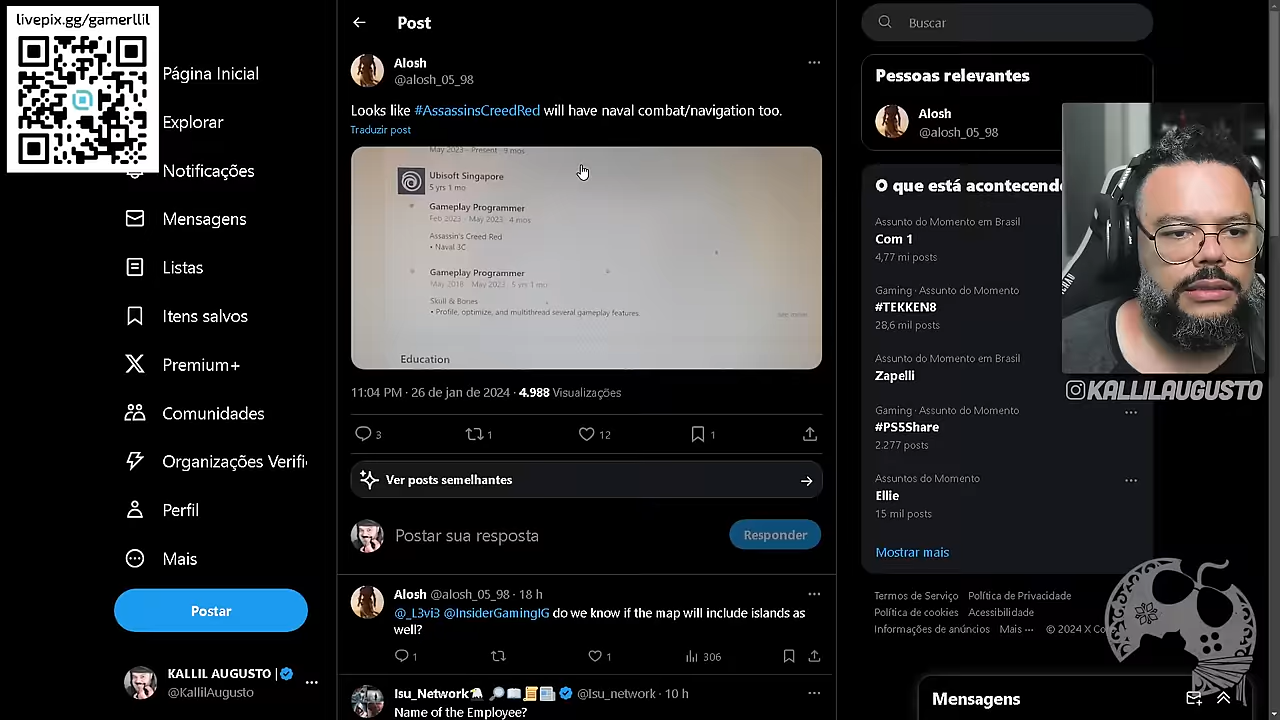 livepix.gg/gamerllil
Página Inicial
Explorar
Notificações
Mensagens
Listas
Itens salvos
Premium+
Comunidades
Organizações Verifi
Perfil
Mais
Postar
KALLIL AUGUSTO |
@KallilAugusto
Post
Alosh
@alosh_05_98
Looks like #AssassinsCreedRed will have naval combat/navigation too.
Traduzir post
May 2023 - Present · 9 mos
Ubisoft Singapore
5 yrs 1 mo
Gameplay Programmer
Feb 2023 - May 2023 · 4 mos
Assassin's Creed Red
• Naval 3C
Gameplay Programmer
May 2018 - May 2023 · 5 yrs 1 mo
Skull & Bones
• Profile, optimize, and multithread several gameplay features.
Education
11:04 PM · 26 de jan de 2024 · 4.988 Visualizações
3 1 12 1
Ver posts semelhantes
Postar sua resposta
Responder
Alosh @alosh_05_98 · 18 h
@_L3vi3 @InsiderGamingIG do we know if the map will include islands as
well?
1 1 306
Isu_Network @Isu_network · 10 h
Name of the Employee?
Buscar
Pessoas relevantes
Alosh
@alosh_05_98
O que está acontecend
Assunto do Momento em Brasil
Com 1
4,77 mi posts
Gaming · Assunto do Momento
#TEKKEN8
28,6 mil posts
Assunto do Momento em Brasil
Zapelli
Gaming · Assunto do Momento
#PS5Share
2.277 posts
Assuntos do Momento
Ellie
15 mil posts
Mostrar mais
Termos de Serviço Política de Privacidade
Política de cookies Acessibilidade
Informações de anúncios Mais ··· © 2024 X Co
Mensagens
KALLILAUGUSTO